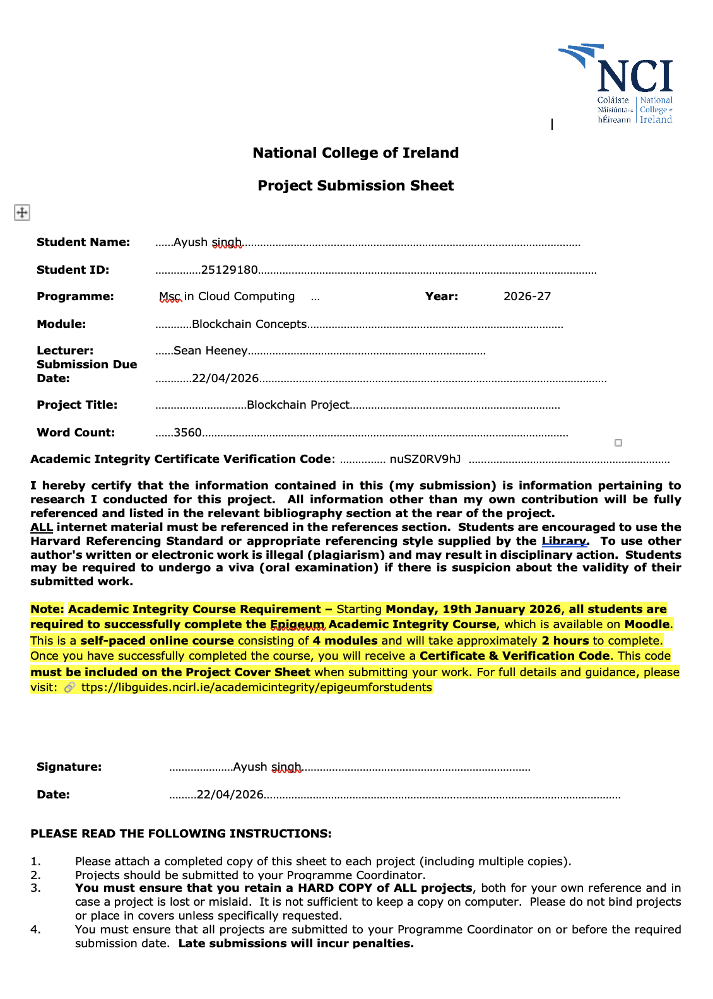 NCI
Coláiste Náisiúnta na hÉireann | National College of Ireland
National College of Ireland
Project Submission Sheet
Student Name: ......Ayush singh................................................................................................................
Student ID: ...............25129180................................................................................................................
Programme: Msc in Cloud Computing ... Year: 2026-27
Module: ............Blockchain Concepts.....................................................................................
Lecturer: ......Sean Heeney...............................................................................
Submission Due
Date: ............22/04/2026...................................................................................................................
Project Title: ..............................Blockchain Project......................................................................
Word Count: ......3560.........................................................................................................................
Academic Integrity Certificate Verification Code: ............... nuSZ0RV9hJ ..................................................................
I hereby certify that the information contained in this (my submission) is information pertaining to
research I conducted for this project. All information other than my own contribution will be fully
referenced and listed in the relevant bibliography section at the rear of the project.
ALL internet material must be referenced in the references section. Students are encouraged to use the
Harvard Referencing Standard or appropriate referencing style supplied by the Library. To use other
author's written or electronic work is illegal (plagiarism) and may result in disciplinary action. Students
may be required to undergo a viva (oral examination) if there is suspicion about the validity of their
submitted work.
Note: Academic Integrity Course Requirement – Starting Monday, 19th January 2026, all students are
required to successfully complete the Epigeum Academic Integrity Course, which is available on Moodle.
This is a self-paced online course consisting of 4 modules and will take approximately 2 hours to complete.
Once you have successfully completed the course, you will receive a Certificate & Verification Code. This code
must be included on the Project Cover Sheet when submitting your work. For full details and guidance, please
visit: 🔗 ttps://libguides.ncirl.ie/academicintegrity/epigeumforstudents
Signature: .....................Ayush singh...........................................................................
Date: .........22/04/2026......................................................................................................................
PLEASE READ THE FOLLOWING INSTRUCTIONS:
1. Please attach a completed copy of this sheet to each project (including multiple copies).
2. Projects should be submitted to your Programme Coordinator.
3. You must ensure that you retain a HARD COPY of ALL projects, both for your own reference and in
case a project is lost or mislaid. It is not sufficient to keep a copy on computer. Please do not bind projects
or place in covers unless specifically requested.
4. You must ensure that all projects are submitted to your Programme Coordinator on or before the required
submission date. Late submissions will incur penalties.